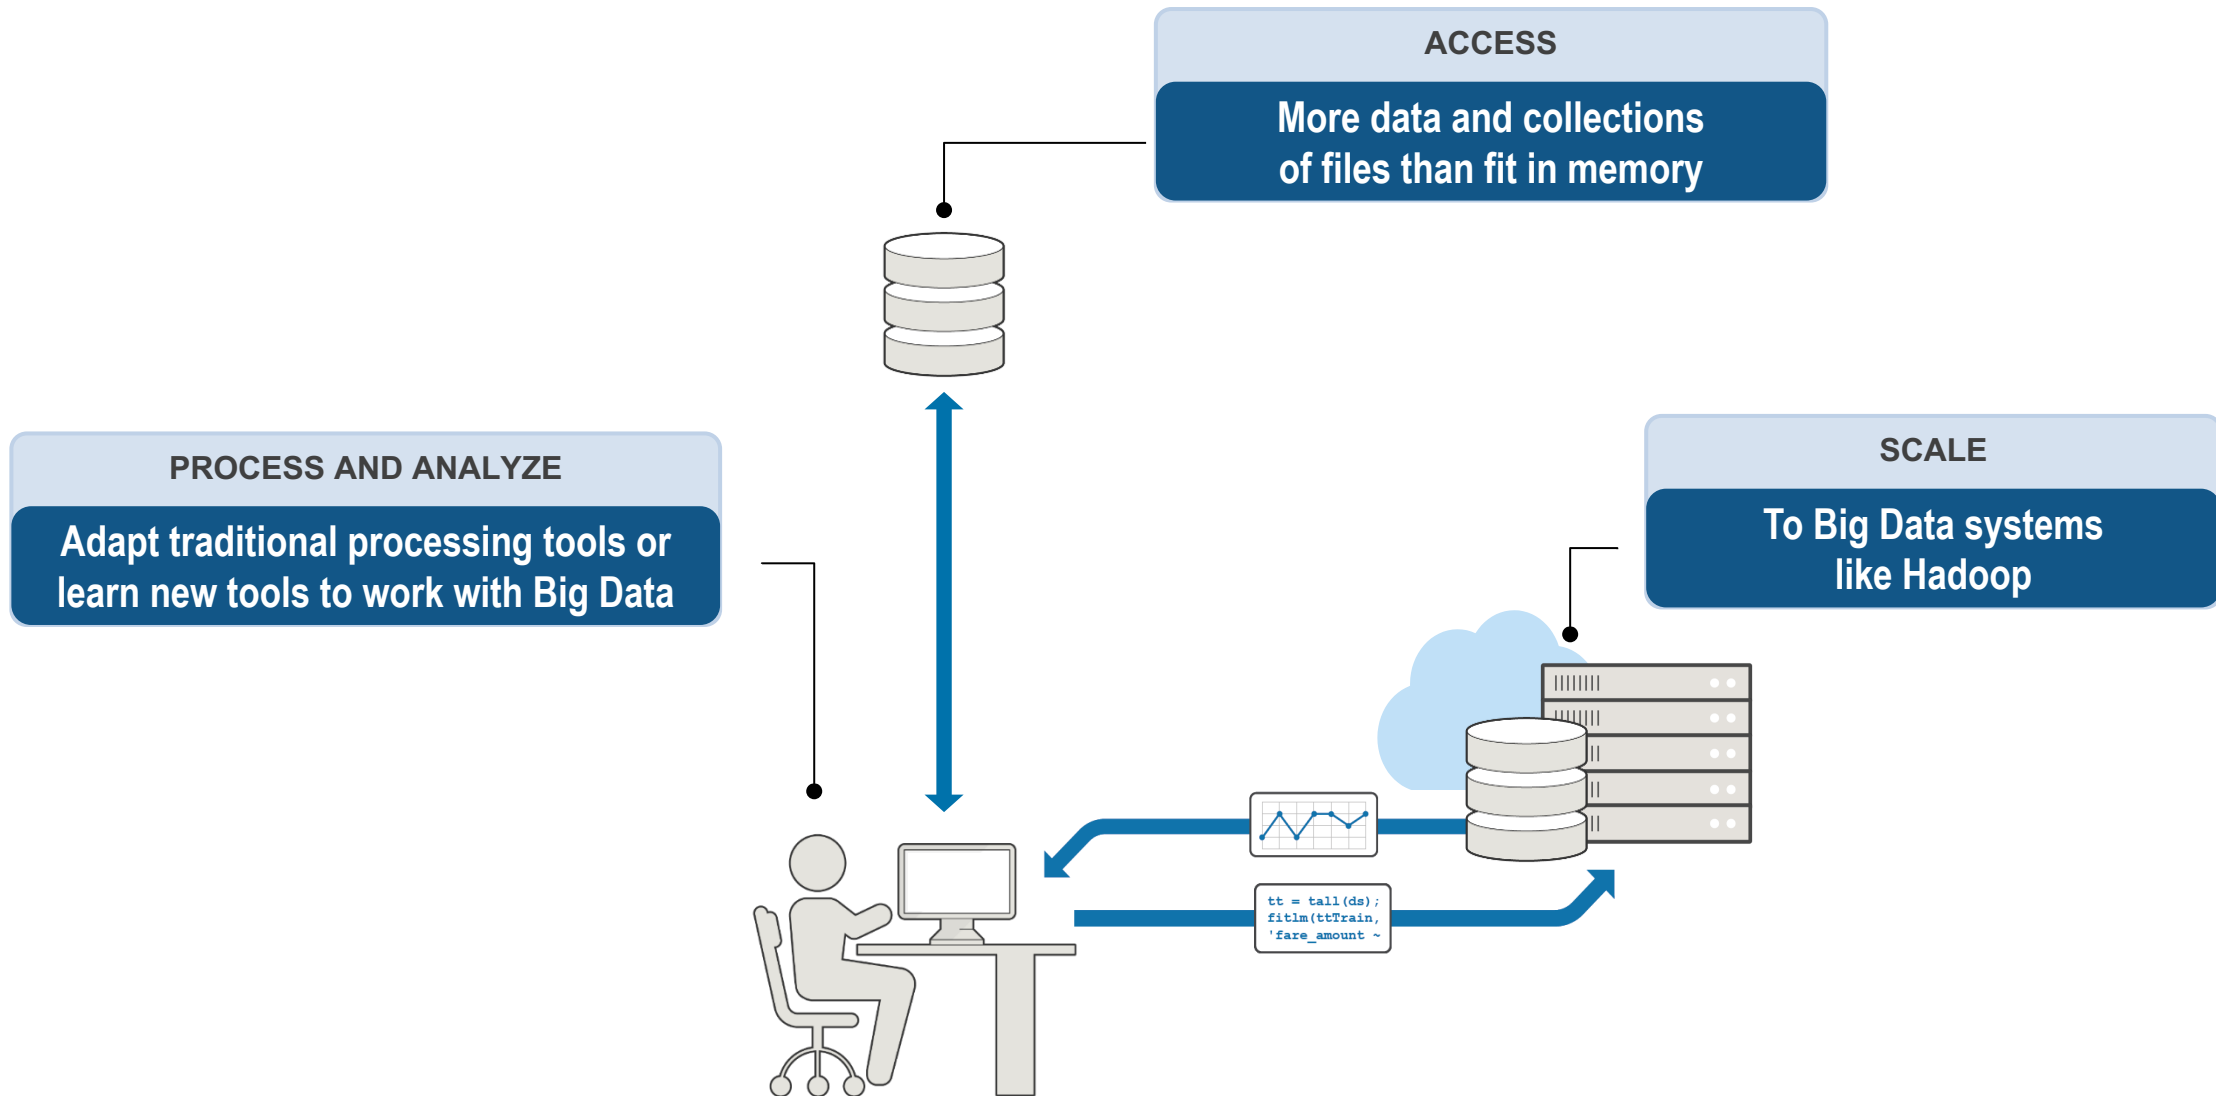 ACCESS
More data and collections
of files than fit in memory
PROCESS AND ANALYZE
Adapt traditional processing tools or
learn new tools to work with Big Data
SCALE
To Big Data systems
like Hadoop
tt = tall(ds);
fitlm(ttTrain,
'fare_amount ~